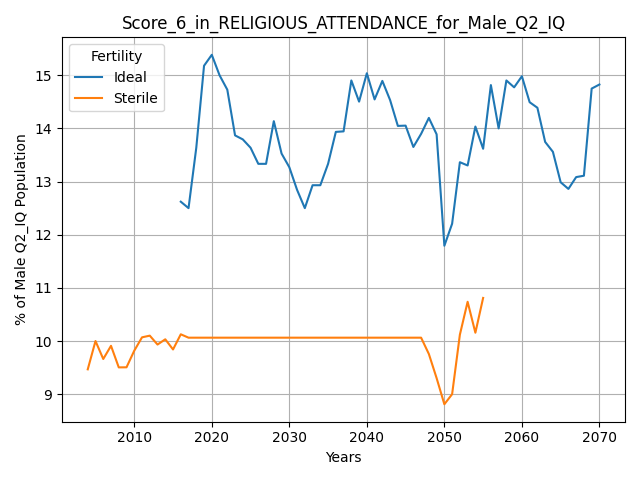 Score_6_in_RELIGIOUS_ATTENDANCE_for_Male_Q2_IQ
Fertility
Ideal
Sterile
% of Male Q2_IQ Population
15
14
13
12
11
10
9
2010 2020 2030 2040 2050 2060 2070
Years